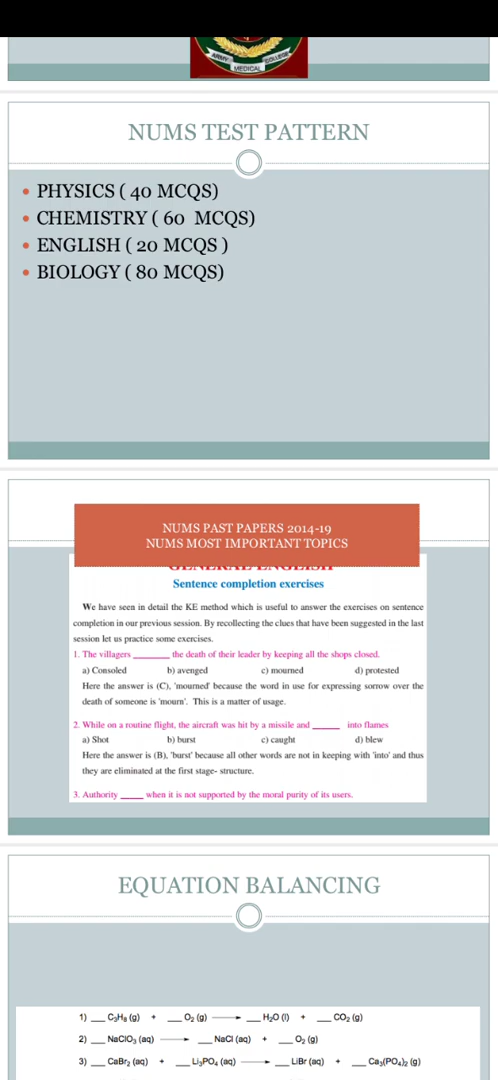 ARMY MEDICAL COLLEGE
NUMS TEST PATTERN
• PHYSICS ( 40 MCQS)
• CHEMISTRY ( 60 MCQS)
• ENGLISH ( 20 MCQS )
• BIOLOGY ( 80 MCQS)
NUMS PAST PAPERS 2014-19
NUMS MOST IMPORTANT TOPICS
GENERAL ENGLISH
Sentence completion exercises
We have seen in detail the KE method which is useful to answer the exercises on sentence
completion in our previous session. By recollecting the clues that have been suggested in the last
session let us practice some exercises.
1. The villagers ________ the death of their leader by keeping all the shops closed.
a) Consoled b) avenged c) mourned d) protested
Here the answer is (C), 'mourned' because the word in use for expressing sorrow over the
death of someone is 'mourn'. This is a matter of usage.
2. While on a routine flight, the aircraft was hit by a missile and ______ into flames
a) Shot b) burst c) caught d) blew
Here the answer is (B), 'burst' because all other words are not in keeping with 'into' and thus
they are eliminated at the first stage- structure.
3. Authority _____ when it is not supported by the moral purity of its users.
EQUATION BALANCING
1) __ C₃H₈ (g) + __ O₂ (g) ⟶ __ H₂O (l) + __ CO₂ (g)
2) __ NaClO₃ (aq) ⟶ __ NaCl (aq) + __ O₂ (g)
3) __ CaBr₂ (aq) + __ Li₃PO₄ (aq) ⟶ __ LiBr (aq) + __ Ca₃(PO₄)₂ (g)